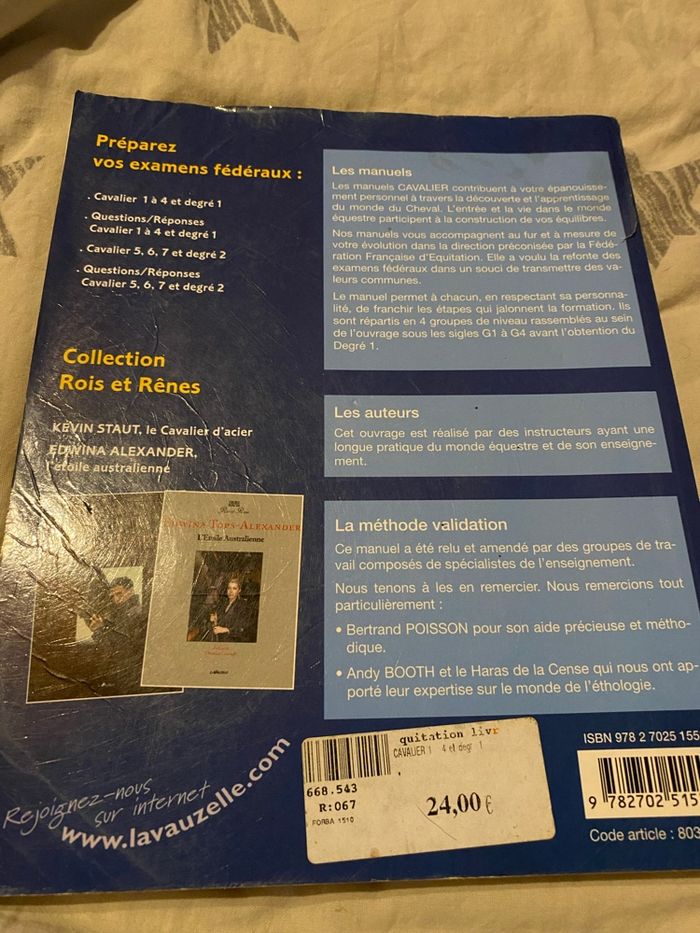 Préparez
vos examens fédéraux :
. Cavalier 1 à 4 et degré 1
. Questions/Réponses
Cavalier 1 à 4 et degré 1
. Cavalier 5, 6, 7 et degré 2
. Questions/Réponses
Cavalier 5, 6, 7 et degré 2
Collection
Rois et Rênes
KEVIN STAUT, le Cavalier d'acier
EDWINA ALEXANDER,
l'étoile australienne
EDWINA TOPS-ALEXANDER
L'Etoile Australienne
LAVAUZELLE
Rejoignez-nous
sur internet
www.lavauzelle.com
Les manuels
Les manuels CAVALIER contribuent à votre épanouisse-
ment personnel à travers la découverte et l'apprentissage
du monde du Cheval. L'entrée et la vie dans le monde
équestre participent à la construction de vos équilibres.
Nos manuels vous accompagnent au fur et à mesure de
votre évolution dans la direction préconisée par la Fédé-
ration Française d'Equitation. Elle a voulu la refonte des
examens fédéraux dans un souci de transmettre des va-
leurs communes.
Le manuel permet à chacun, en respectant sa personna-
lité, de franchir les étapes qui jalonnent la formation. Ils
sont répartis en 4 groupes de niveau rassemblés au sein
de l'ouvrage sous les sigles G1 à G4 avant l'obtention du
Degré 1.
Les auteurs
Cet ouvrage est réalisé par des instructeurs ayant une
longue pratique du monde équestre et de son enseigne-
ment.
La méthode validation
Ce manuel a été relu et amendé par des groupes de tra-
vail composés de spécialistes de l'enseignement.
Nous tenons à les en remercier. Nous remercions tout
particulièrement :
• Bertrand POISSON pour son aide précieuse et métho-
dique.
• Andy BOOTH et le Haras de la Cense qui nous ont ap-
porté leur expertise sur le monde de l'éthologie.
quitation livr
CAVALIER 1 4 et degr 1
668.543
R:067
FORBA 1510
24,00€
ISBN 978 2 7025 155
9 782702 515
Code article : 803